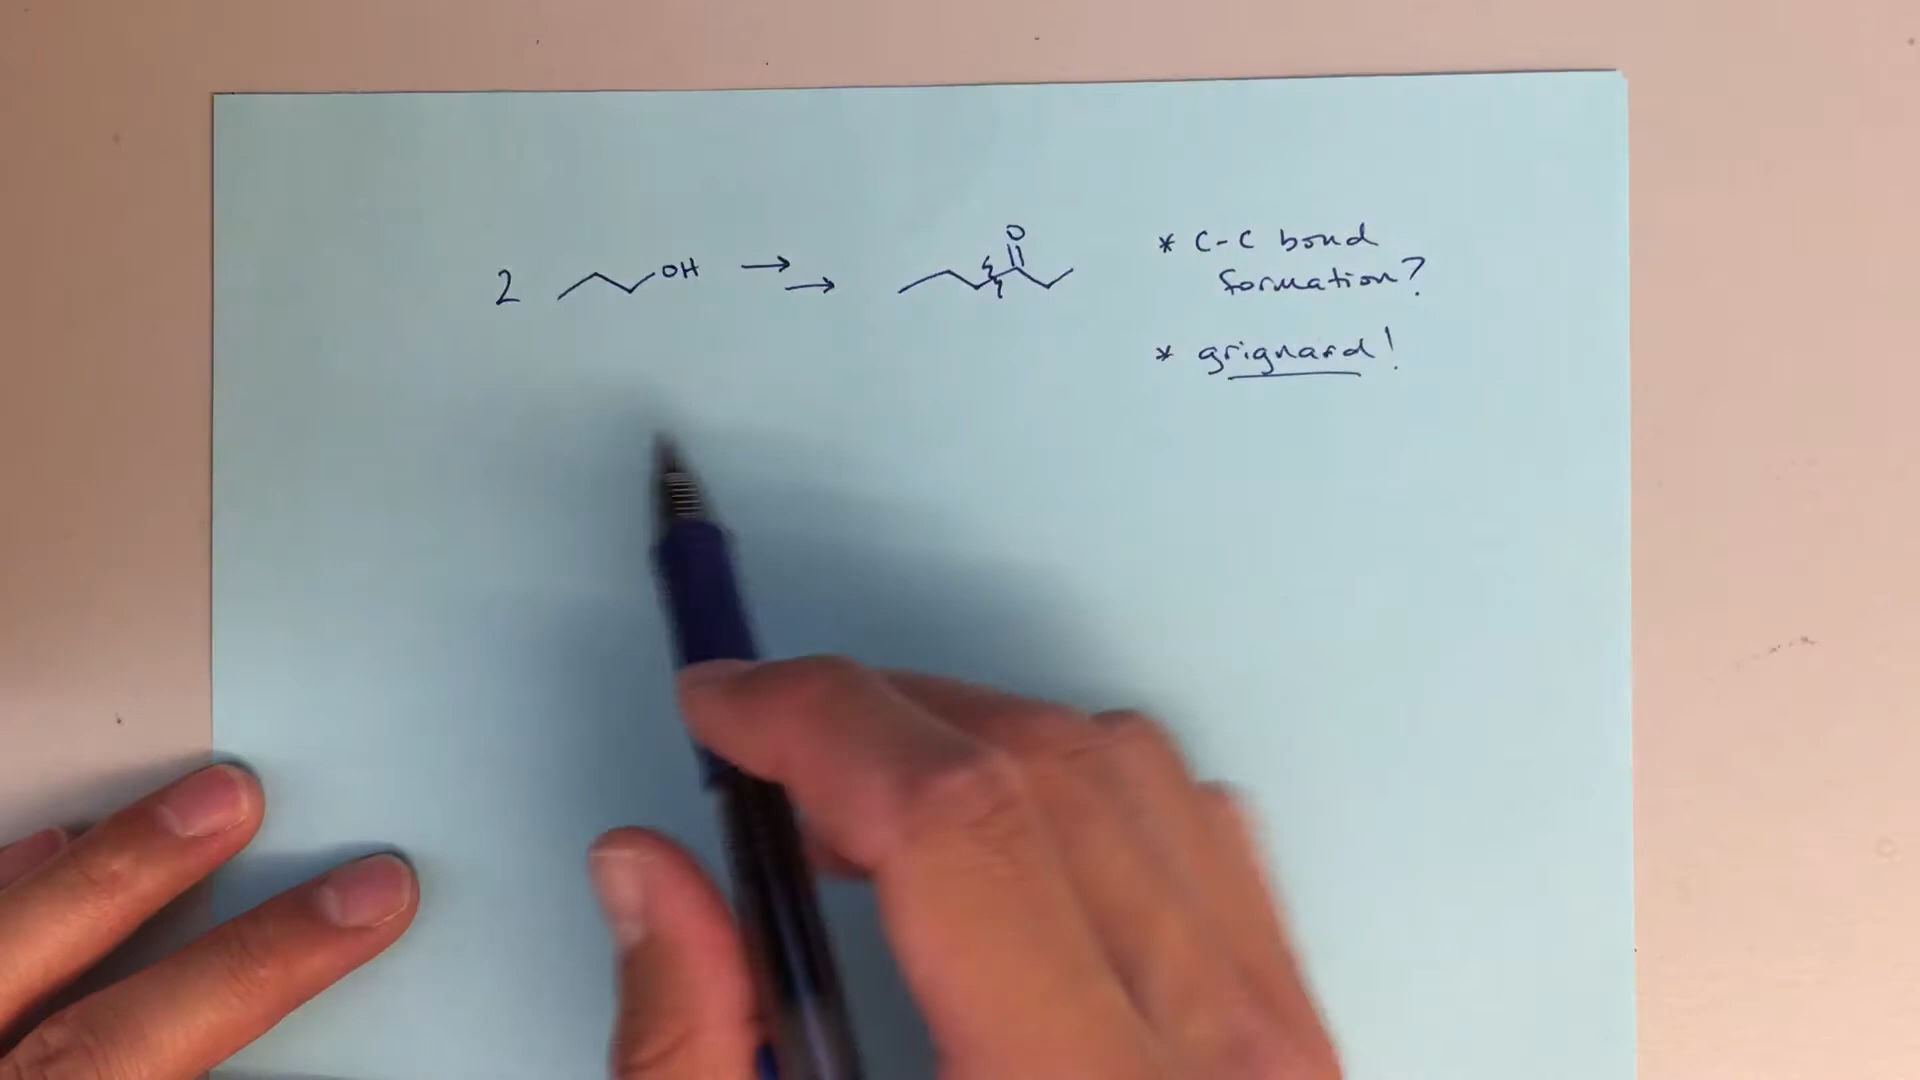 2 OH → → O
* C-C bond
formation?
* grignard!